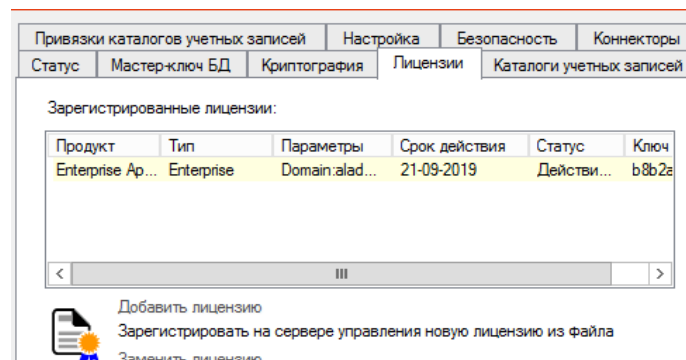 Привязки каталогов учетных записей Настройка Безопасность Коннекторы
Статус Мастер-ключ БД Криптография Лицензии Каталоги учетных записей
Зарегистрированные лицензии:
Продукт Тип Параметры Срок действия Статус Ключ
Enterprise Ap... Enterprise Domain:alad... 21-09-2019 Действи... b8b2a
Добавить лицензию
Зарегистрировать на сервере управления новую лицензию из файла
Заменить лицензию